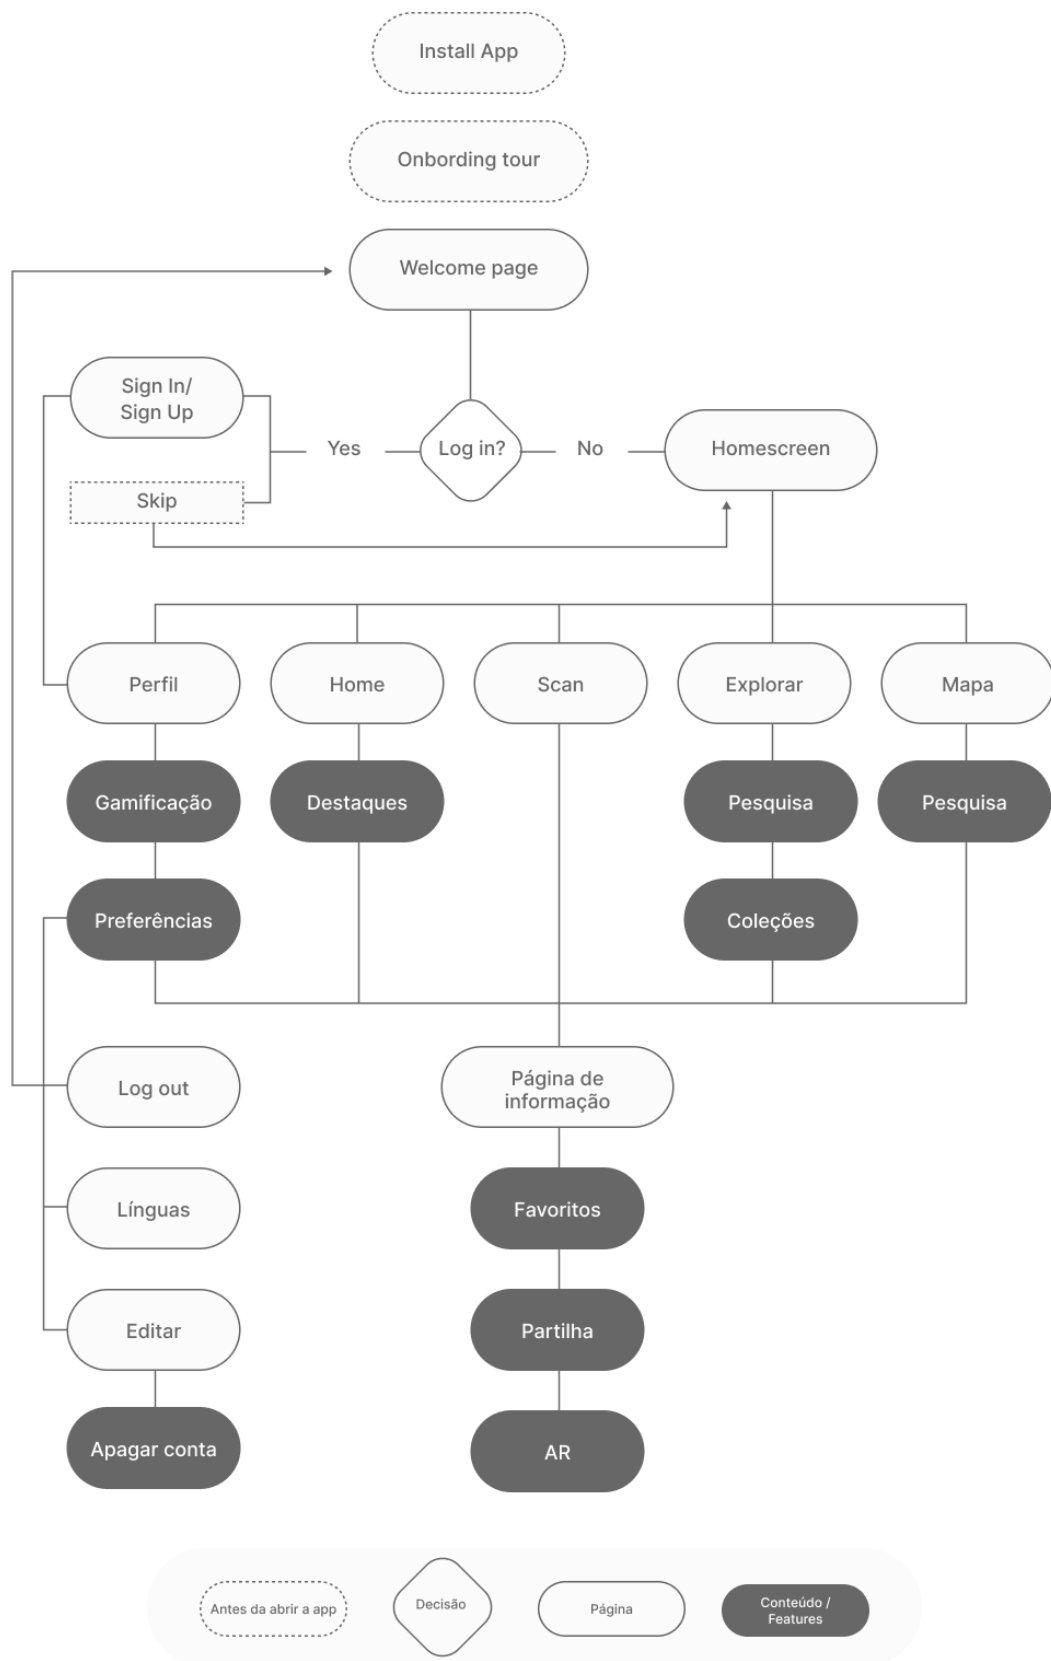 Install App
Onbording tour
Welcome page
Sign In/
Sign Up
Yes
Log in?
No
Homescreen
Skip
Perfil
Home
Scan
Explorar
Mapa
Gamificação
Destaques
Pesquisa
Pesquisa
Preferências
Coleções
Log out
Página de
informação
Línguas
Favoritos
Editar
Partilha
Apagar conta
AR
Antes da abrir a app
Decisão
Página
Conteúdo /
Features